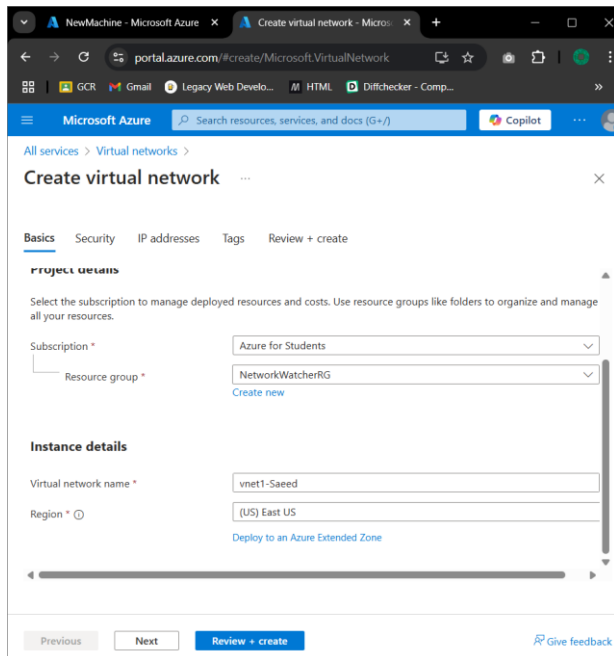 NewMachine - Microsoft Azure
Create virtual network - Micros
portal.azure.com/#create/Microsoft.VirtualNetwork
GCR
Gmail
Legacy Web Develo...
HTML
Diffchecker - Comp...
Microsoft Azure
Search resources, services, and docs (G+/)
Copilot
All services > Virtual networks >
Create virtual network
Basics
Security
IP addresses
Tags
Review + create
Project details
Select the subscription to manage deployed resources and costs. Use resource groups like folders to organize and manage
all your resources.
Subscription *
Azure for Students
Resource group *
NetworkWatcherRG
Create new
Instance details
Virtual network name *
vnet1-Saeed
Region *
(US) East US
Deploy to an Azure Extended Zone
Previous
Next
Review + create
Give feedback